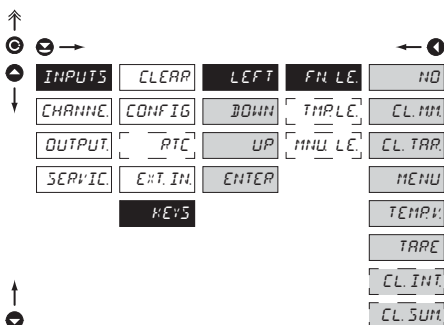 INPUTS CLEAR LEFT FN. LE. NO
CHANNE. CONFIG DOWN TMP.LE. CL. MM.
OUTPUT. RTC UP MNU. LE. CL. TAR.
SERVIC. EXT. IN. ENTER MENU
KEYS TEMP.V.
TARE
CL. INT.
CL. SUM.